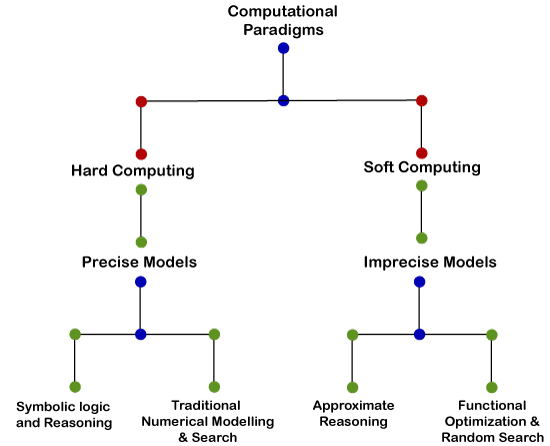 Computational
Paradigms
Hard Computing
Soft Computing
Precise Models
Imprecise Models
Symbolic logic
and Reasoning
Traditional
Numerical Modelling
& Search
Approximate
Reasoning
Functional
Optimization &
Random Search